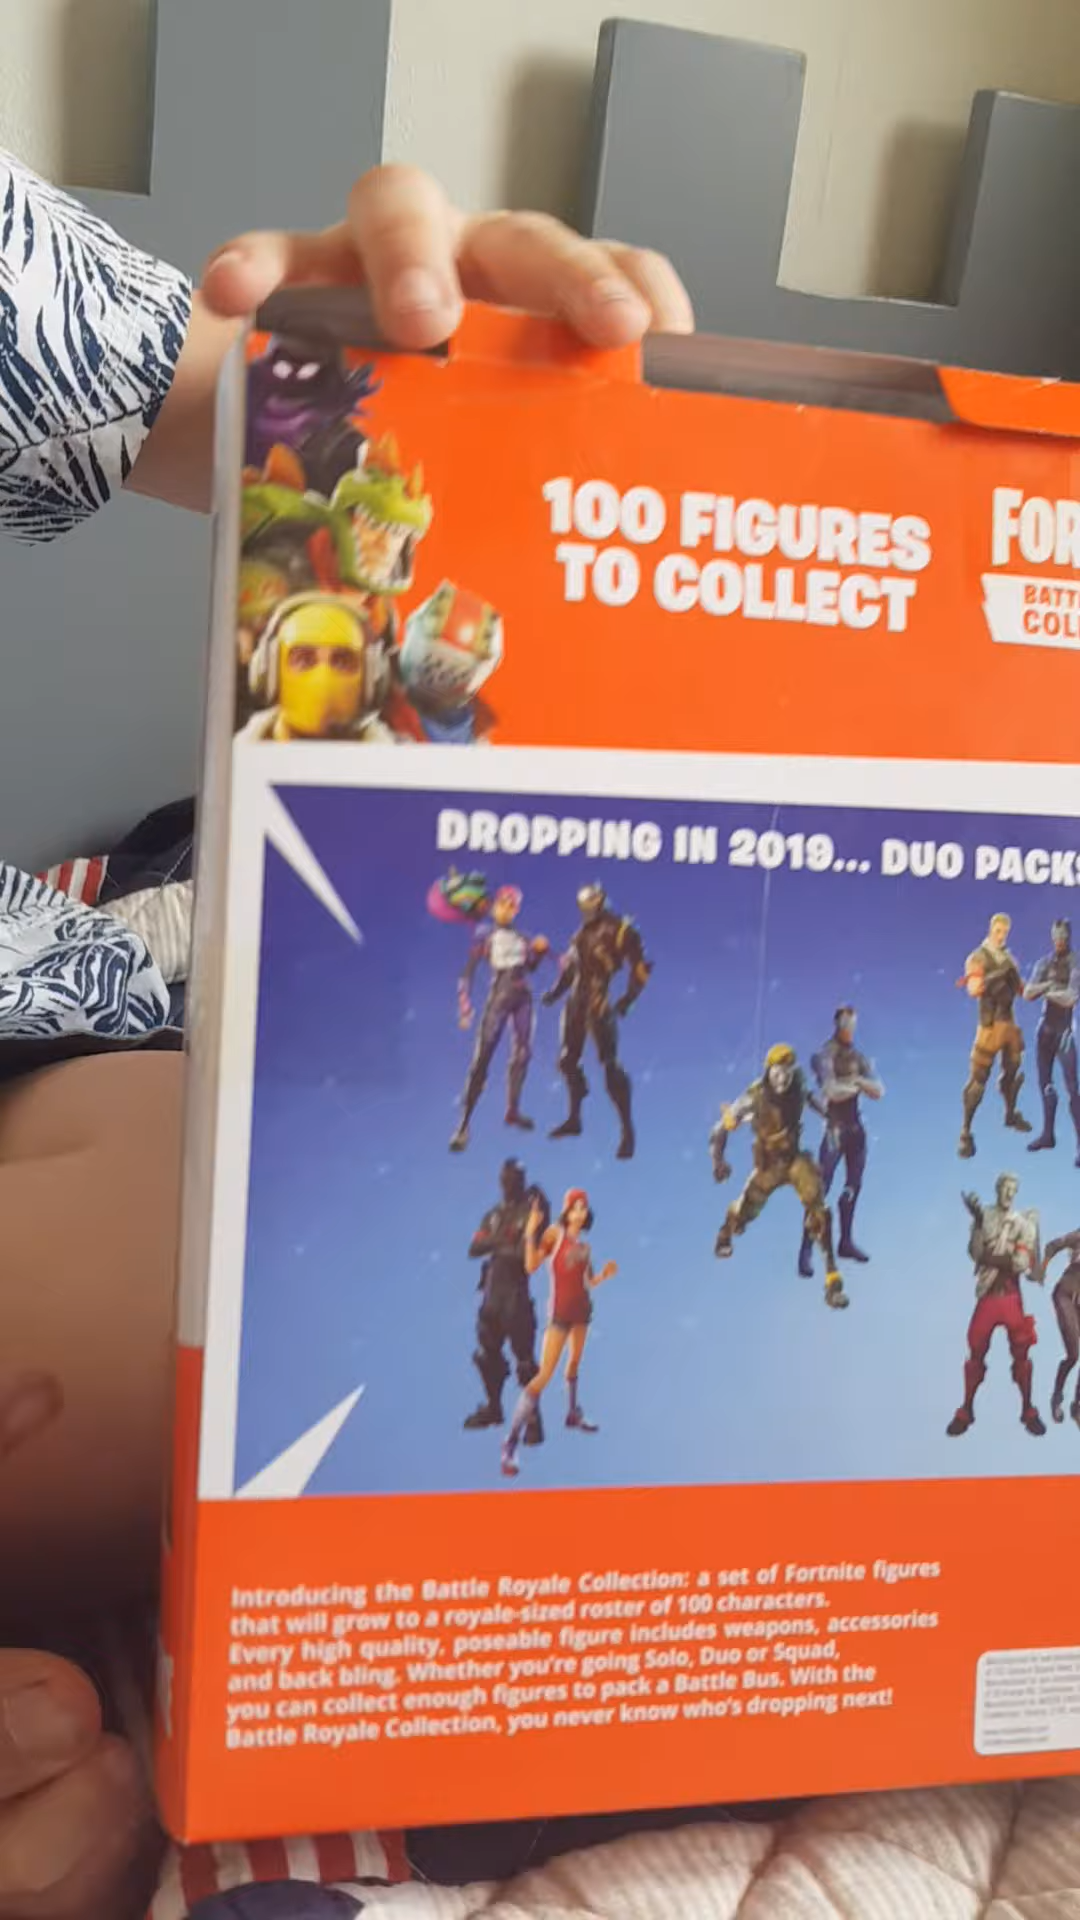 100 FIGURES
TO COLLECT
FOR
BATT
COL
DROPPING IN 2019... DUO PACKS
Introducing the Battle Royale Collection: a set of Fortnite figures
that will grow to a royale-sized roster of 100 characters.
Every high quality, poseable figure includes weapons, accessories
and back bling. Whether you're going Solo, Duo or Squad,
you can collect enough figures to pack a Battle Bus. With the
Battle Royale Collection, you never know who's dropping next!